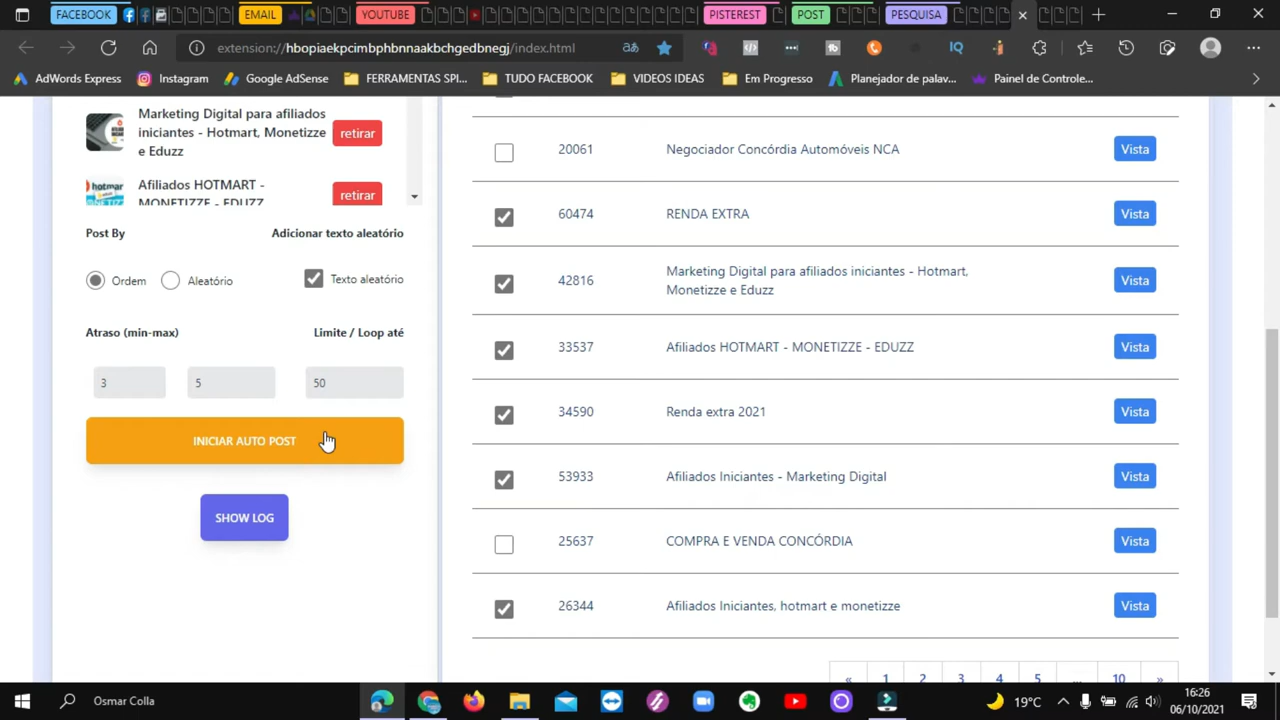 FACEBOOK
EMAIL
YOUTUBE
PISTEREST
POST
PESQUISA
extension://hbopiaekpcimbphbnnaakbchgedbnegj/index.html
AdWords Express
Instagram
Google AdSense
FERRAMENTAS SPI...
TUDO FACEBOOK
VIDEOS IDEAS
Em Progresso
Planejador de palav...
Painel de Controle...
Marketing Digital para afiliados
iniciantes - Hotmart, Monetizze
e Eduzz
retirar
Afiliados HOTMART -
MONETIZZE - EDUZZ
retirar
Post By
Adicionar texto aleatório
Ordem
Aleatório
Texto aleatório
Atraso (min-max)
Limite / Loop até
3
5
50
INICIAR AUTO POST
SHOW LOG
20061 Negociador Concórdia Automóveis NCA Vista
60474 RENDA EXTRA Vista
42816 Marketing Digital para afiliados iniciantes - Hotmart,
Monetizze e Eduzz Vista
33537 Afiliados HOTMART - MONETIZZE - EDUZZ Vista
34590 Renda extra 2021 Vista
53933 Afiliados Iniciantes - Marketing Digital Vista
25637 COMPRA E VENDA CONCÓRDIA Vista
26344 Afiliados Iniciantes, hotmart e monetizze Vista
« 1 2 3 4 5 ... 10 »
Osmar Colla
19°C
16:26
06/10/2021